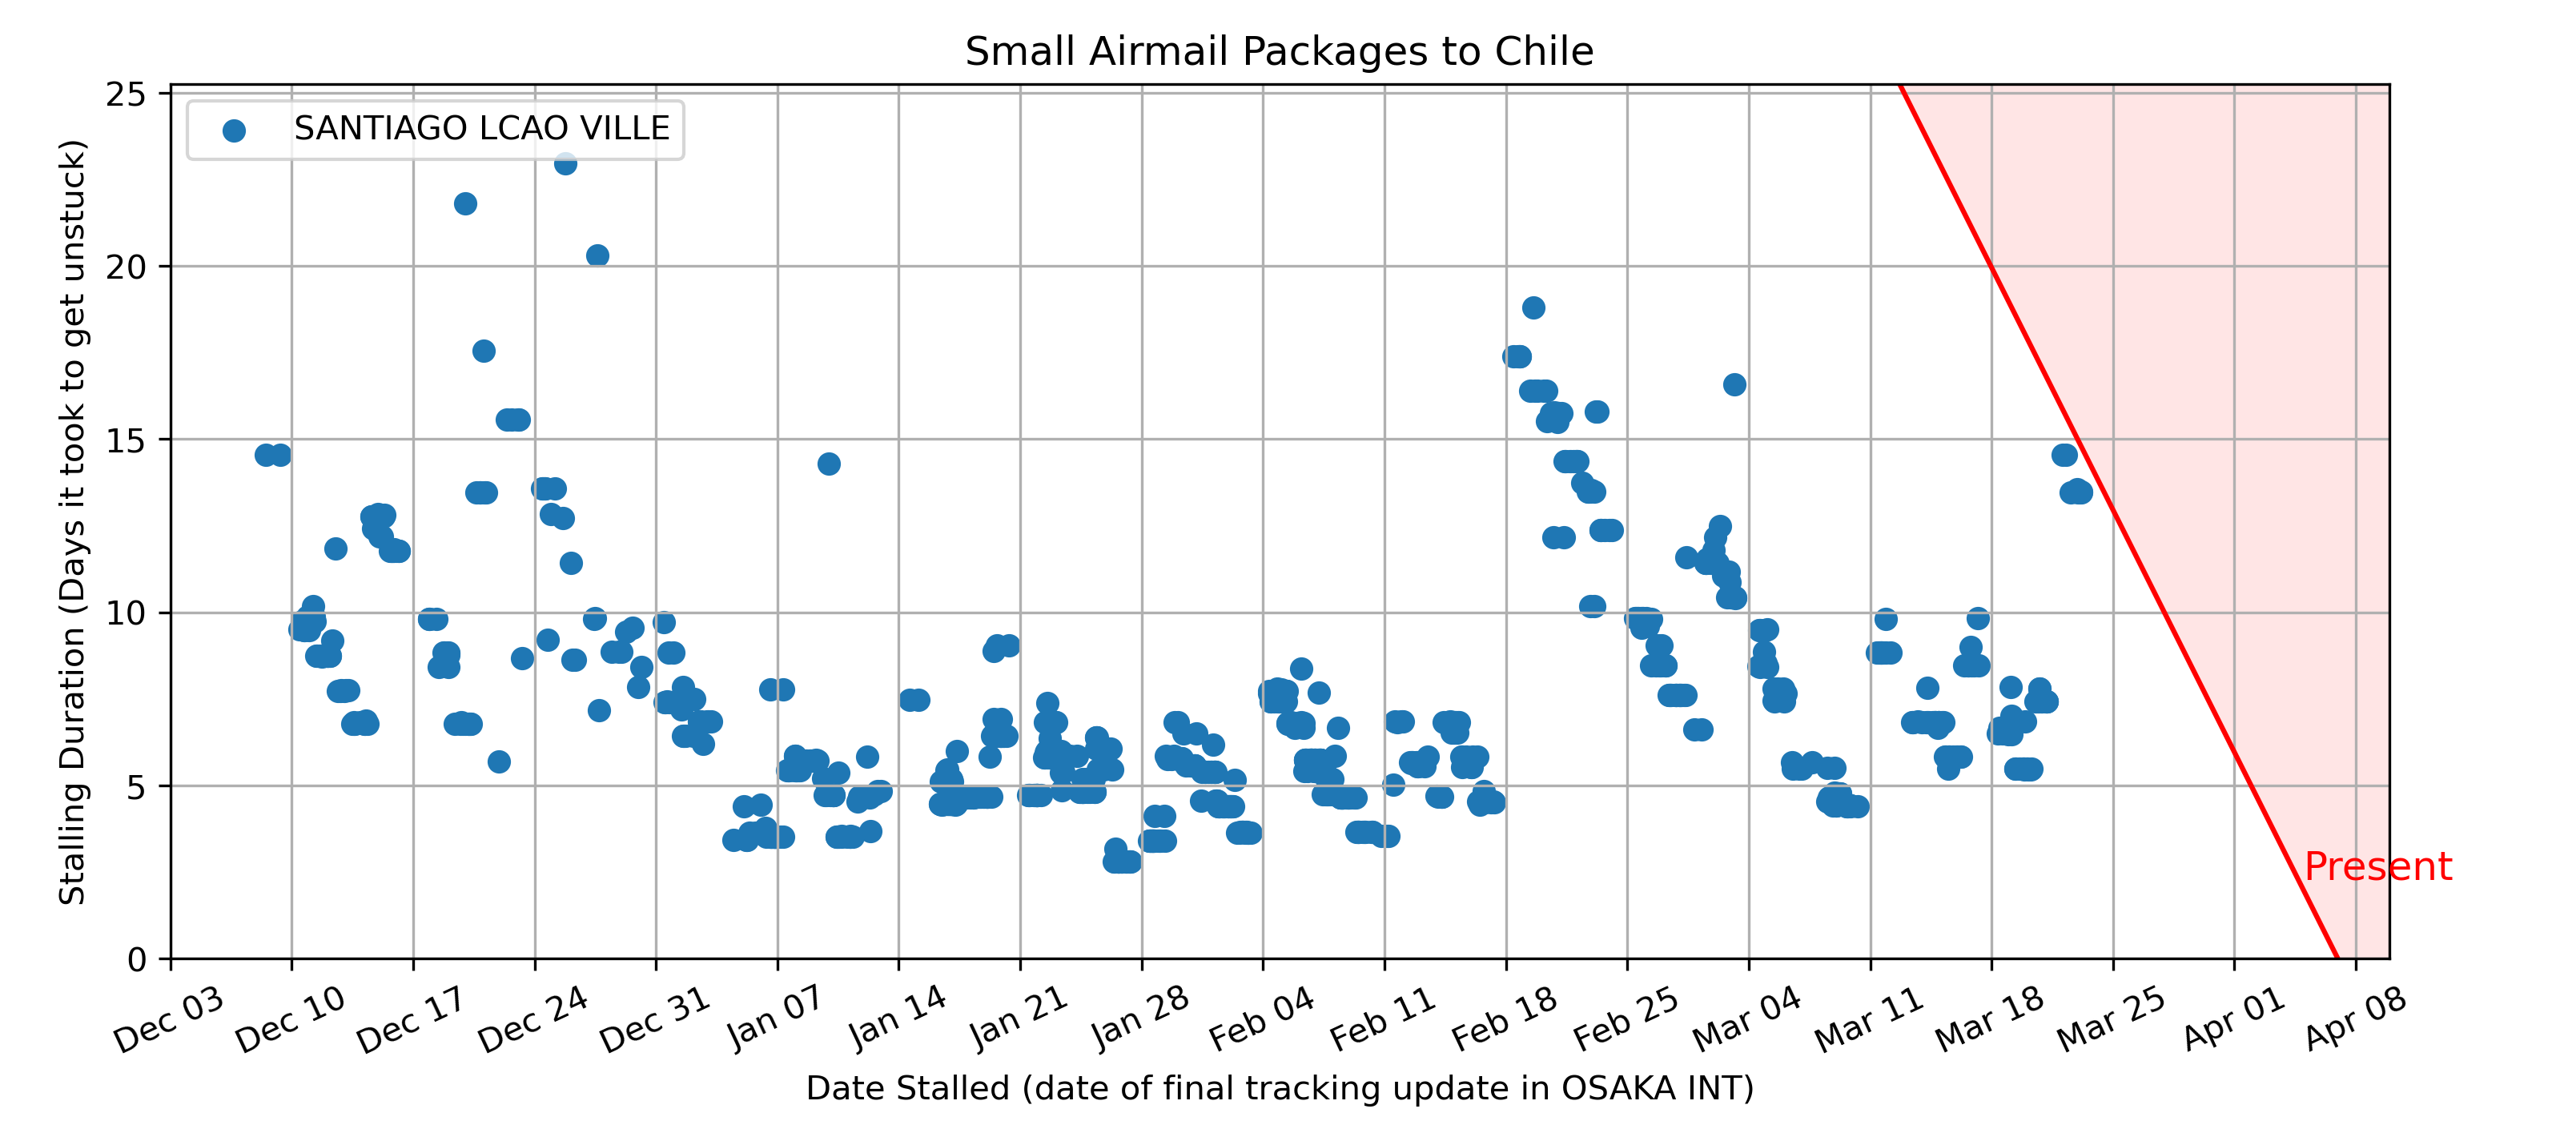 Small Airmail Packages to Chile
SANTIAGO LCAO VILLE
Stalling Duration (Days it took to get unstuck)
25
20
15
10
5
0
Present
Dec 03
Dec 10
Dec 17
Dec 24
Dec 31
Jan 07
Jan 14
Jan 21
Jan 28
Feb 04
Feb 11
Feb 18
Feb 25
Mar 04
Mar 11
Mar 18
Mar 25
Apr 01
Apr 08
Date Stalled (date of final tracking update in OSAKA INT)